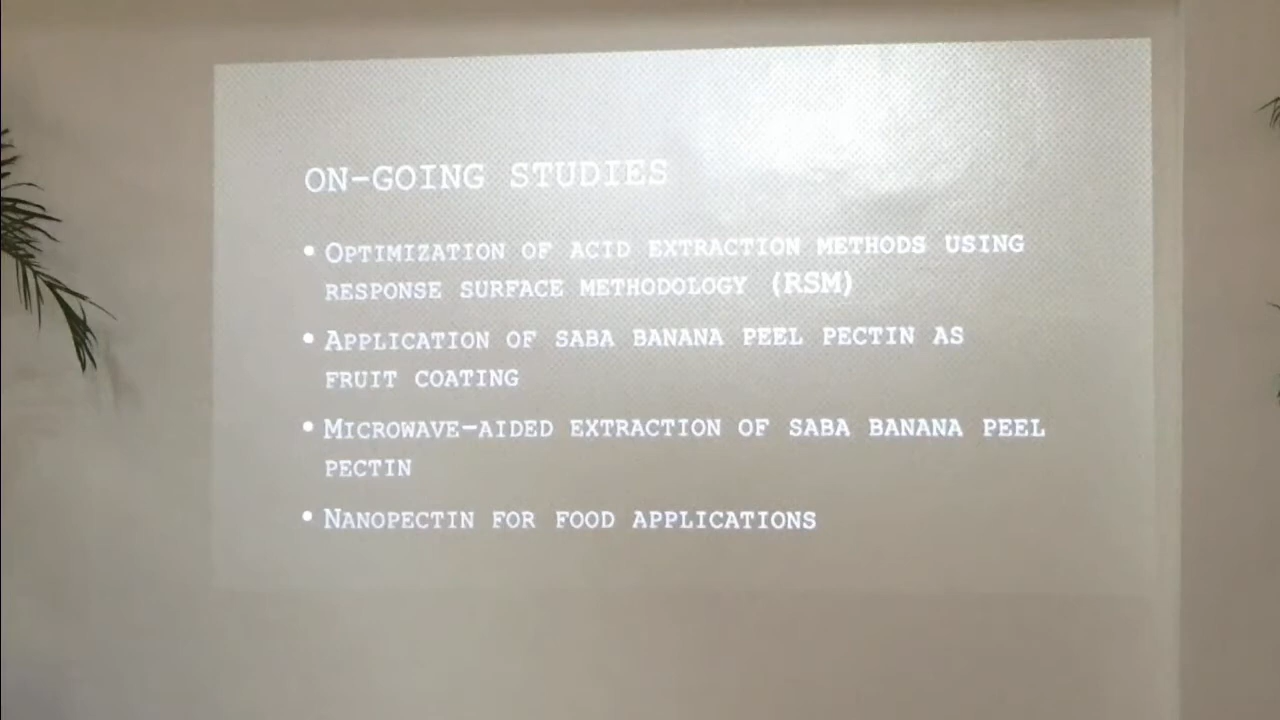 ON-GOING STUDIES
• OPTIMIZATION OF ACID EXTRACTION METHODS USING
RESPONSE SURFACE METHODOLOGY (RSM)
• APPLICATION OF SABA BANANA PEEL PECTIN AS
FRUIT COATING
• MICROWAVE-AIDED EXTRACTION OF SABA BANANA PEEL
PECTIN
• NANOPECTIN FOR FOOD APPLICATIONS